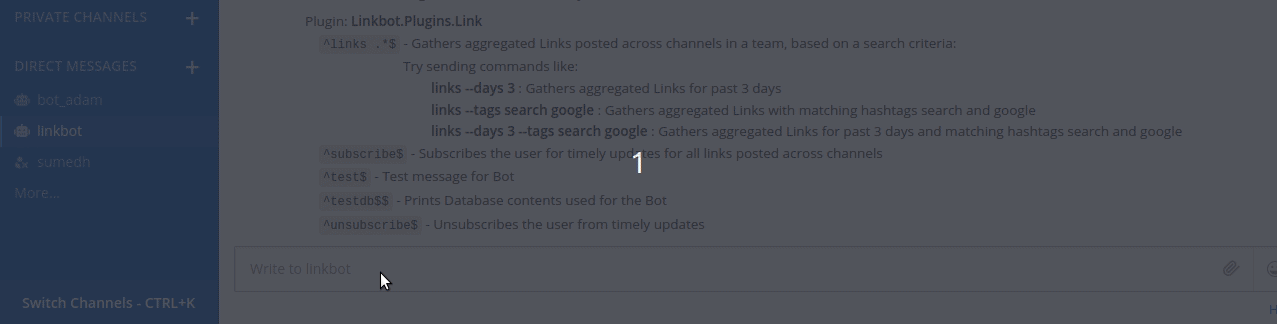 PRIVATE CHANNELS +
DIRECT MESSAGES +
bot_adam
linkbot
sumedh
More...
Switch Channels - CTRL+K
Plugin: Linkbot.Plugins.Link
^links .*$ - Gathers aggregated Links posted across channels in a team, based on a search criteria:
Try sending commands like:
links --days 3 : Gathers aggregated Links for past 3 days
links --tags search google : Gathers aggregated Links with matching hashtags search and google
links --days 3 --tags search google : Gathers aggregated Links for past 3 days and matching hashtags search and google
^subscribe$ - Subscribes the user for timely updates for all links posted across channels
1
^test$ - Test message for Bot
^testdb$$ - Prints Database contents used for the Bot
^unsubscribe$ - Unsubscribes the user from timely updates
Write to linkbot
H